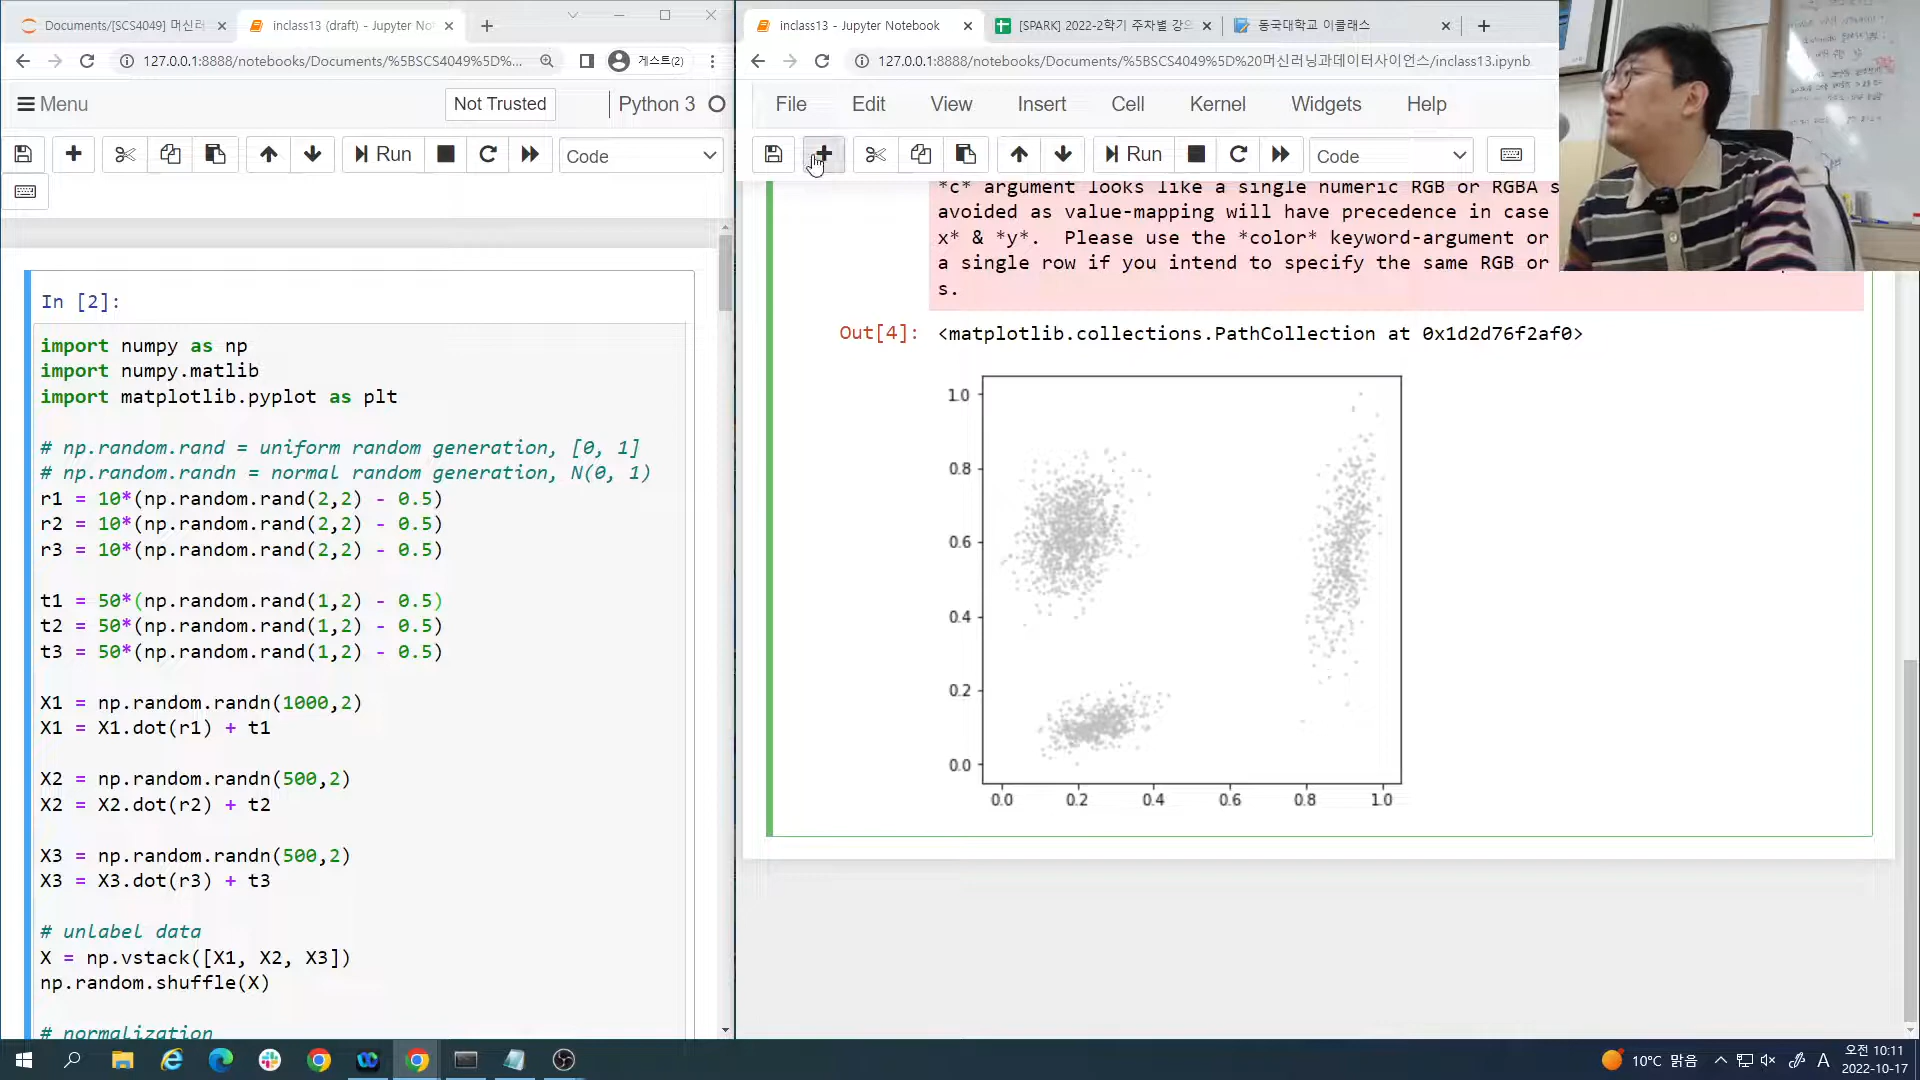 Documents/[SCS4049] 머신러
inclass13 (draft) - Jupyter No
127.0.0.1:8888/notebooks/Documents/%5BSCS4049%5D%...
게스트(2)
Menu
Not Trusted
Python 3
Run
Code
In [2]:
import numpy as np
import numpy.matlib
import matplotlib.pyplot as plt
# np.random.rand = uniform random generation, [0, 1]
# np.random.randn = normal random generation, N(0, 1)
r1 = 10*(np.random.rand(2,2) - 0.5)
r2 = 10*(np.random.rand(2,2) - 0.5)
r3 = 10*(np.random.rand(2,2) - 0.5)
t1 = 50*(np.random.rand(1,2) - 0.5)
t2 = 50*(np.random.rand(1,2) - 0.5)
t3 = 50*(np.random.rand(1,2) - 0.5)
X1 = np.random.randn(1000,2)
X1 = X1.dot(r1) + t1
X2 = np.random.randn(500,2)
X2 = X2.dot(r2) + t2
X3 = np.random.randn(500,2)
X3 = X3.dot(r3) + t3
# unlabel data
X = np.vstack([X1, X2, X3])
np.random.shuffle(X)
# normalization
inclass13 - Jupyter Notebook
[SPARK] 2022-2학기 주차별 강의
동국대학교 이클래스
127.0.0.1:8888/notebooks/Documents/%5BSCS4049%5D%20머신러닝과데이터사이언스/inclass13.ipynb
File Edit View Insert Cell Kernel Widgets Help
Run
Code
*c* argument looks like a single numeric RGB or RGBA s
avoided as value-mapping will have precedence in case
x* & *y*.  Please use the *color* keyword-argument or
a single row if you intend to specify the same RGB or
s.
Out[4]: <matplotlib.collections.PathCollection at 0x1d2d76f2af0>
1.0
0.8
0.6
0.4
0.2
0.0
0.0 0.2 0.4 0.6 0.8 1.0
10°C 맑음
A
오전 10:11
2022-10-17